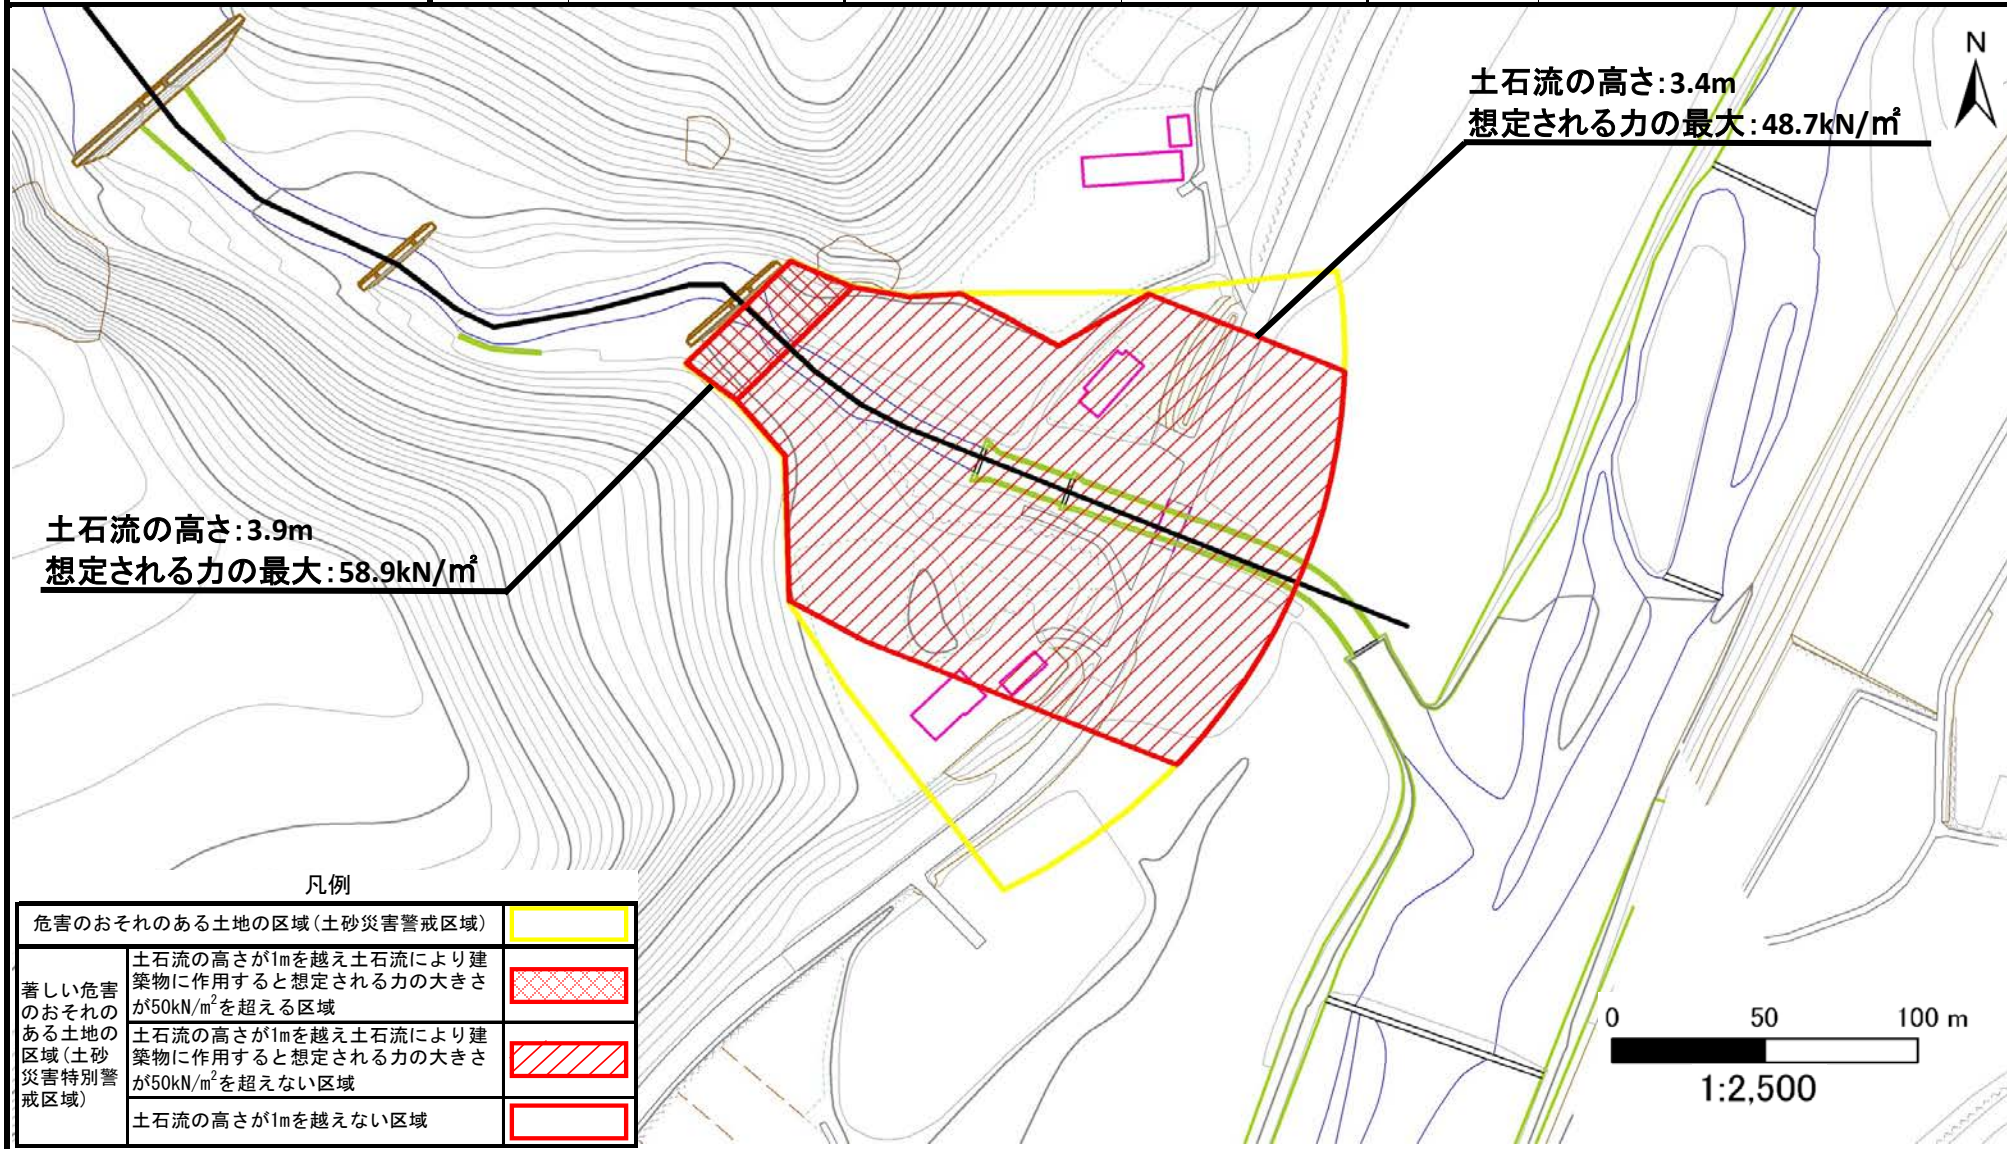 N
土石流の高さ:3.4m
想定される力の最大:48.7kN/㎡
土石流の高さ:3.9m
想定される力の最大:58.9kN/㎡
凡例
危害のおそれのある土地の区域(土砂災害警戒区域)
著しい危害
のおそれの
ある土地の
区域(土砂
災害特別警
戒区域)
土石流の高さが1mを越え土石流により建
築物に作用すると想定される力の大きさ
が50kN/m²を超える区域
土石流の高さが1mを越え土石流により建
築物に作用すると想定される力の大きさ
が50kN/m²を超えない区域
土石流の高さが1mを越えない区域
0 50 100 m
1:2,500